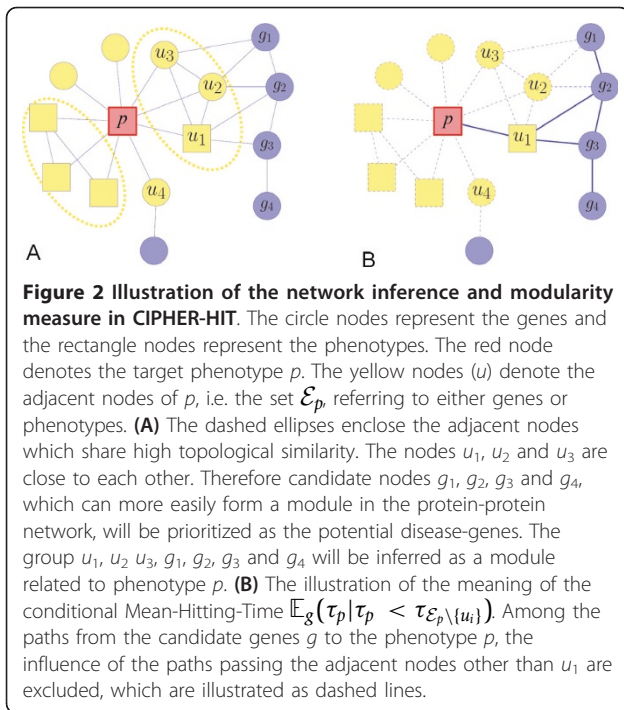 u₃
g₁
u₂
g₂
p
u₁
g₃
u₄
g₄
A
u₃
g₁
u₂
g₂
p
u₁
g₃
u₄
g₄
B
Figure 2 Illustration of the network inference and modularity
measure in CIPHER-HIT. The circle nodes represent the genes and
the rectangle nodes represent the phenotypes. The red node
denotes the target phenotype p. The yellow nodes (u) denote the
adjacent nodes of p, i.e. the set ℰₚ, referring to either genes or
phenotypes. (A) The dashed ellipses enclose the adjacent nodes
which share high topological similarity. The nodes u₁, u₂ and u₃ are
close to each other. Therefore candidate nodes g₁, g₂, g₃ and g₄,
which can more easily form a module in the protein-protein
network, will be prioritized as the potential disease-genes. The
group u₁, u₂ u₃, g₁, g₂, g₃ and g₄ will be inferred as a module
related to phenotype p. (B) The illustration of the meaning of the
conditional Mean-Hitting-Time 𝔼_g(τ_p|τ_p < τ_{ℰ_p\{u_i}}). Among the
paths from the candidate genes g to the phenotype p, the
influence of the paths passing the adjacent nodes other than u₁ are
excluded, which are illustrated as dashed lines.